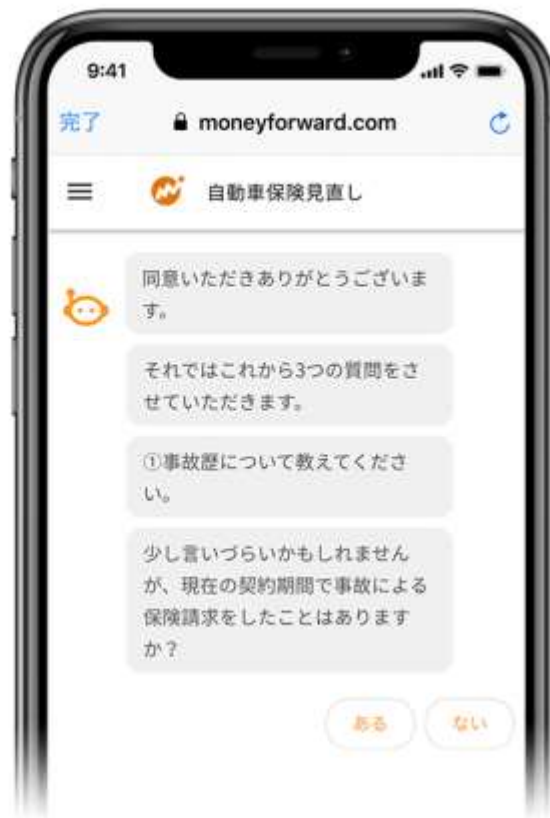 9:41
完了
moneyforward.com
自動車保険見直し
同意いただきありがとうございま
す。
それではこれから3つの質問をさ
せていただきます。
①事故歴について教えてくださ
い。
少し言いづらいかもしれません
が、現在の契約期間で事故による
保険請求をしたことはあります
か？
ある
ない